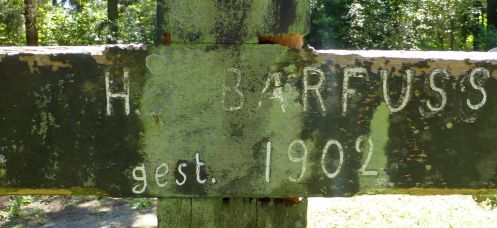 H. BARFUSS
gest. 1902